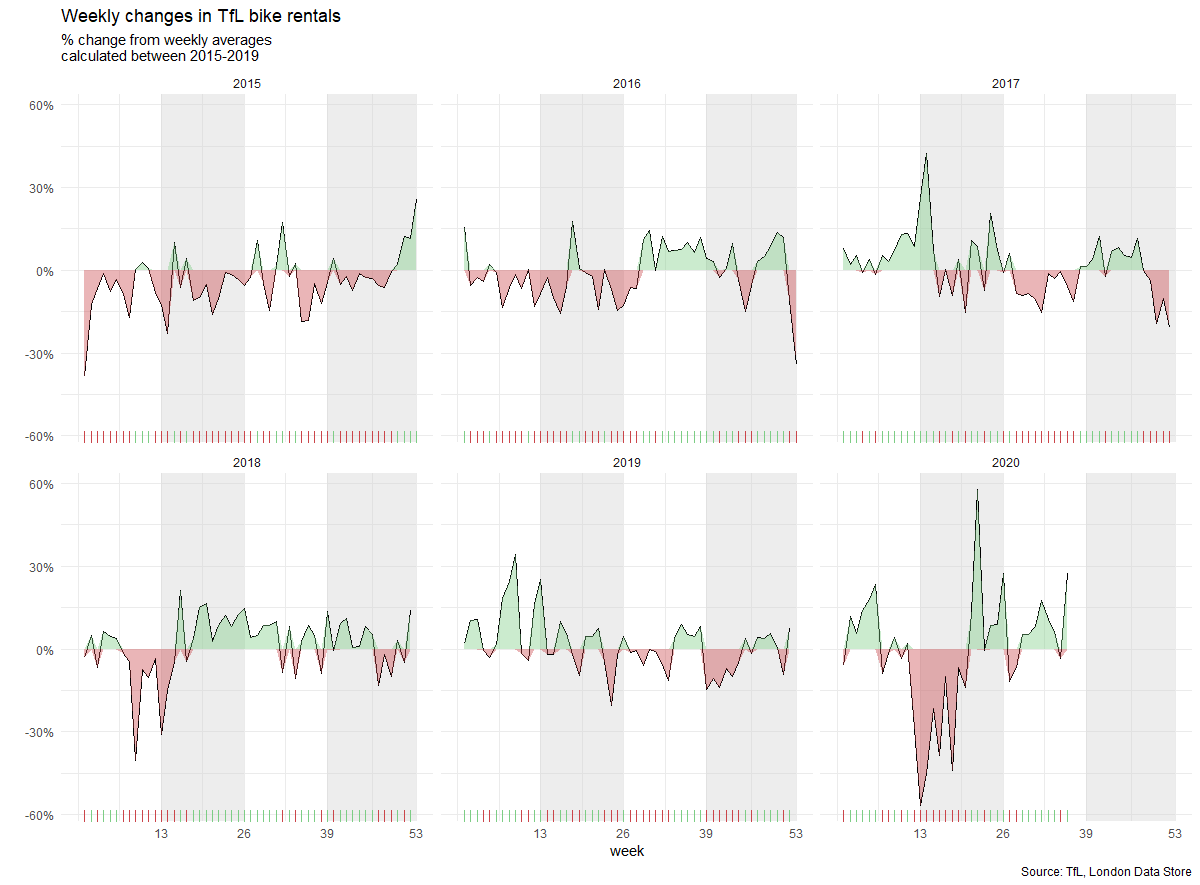 Weekly changes in TfL bike rentals
% change from weekly averages
calculated between 2015-2019
2015 2016 2017
60%
30%
0%
-30%
-60%
2018 2019 2020
60%
30%
0%
-30%
-60%
13 26 39 53 13 26 39 53 13 26 39 53
week
Source: TfL, London Data Store